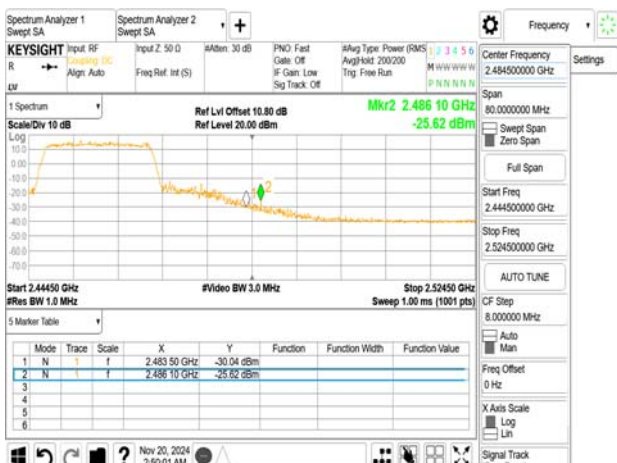 Spectrum Analyzer 1
Swept SA
Spectrum Analyzer 2
Swept SA
+
Frequency
KEYSIGHT
R
Input: RF
Coupling: DC
Align: Auto
Input Z: 50 Ω
Freq Ref: Int (S)
#Atten: 30 dB
PNO: Fast
Gate: Off
IF Gain: Low
Sig Track: Off
#Avg Type: Power (RMS
Avg|Hold: 200/200
Trig: Free Run
1 2 3 4 5 6
M W W W W W
P N N N N N
Center Frequency
2.484500000 GHz
Settings
Span
80.0000000 MHz
Swept Span
Zero Span
Full Span
Start Freq
2.444500000 GHz
Stop Freq
2.524500000 GHz
AUTO TUNE
CF Step
8.000000 MHz
Auto
Man
Freq Offset
0 Hz
X Axis Scale
Log
Lin
Signal Track
1 Spectrum
Scale/Div 10 dB
Ref Lvl Offset 10.80 dB
Ref Level 20.00 dBm
Mkr2 2.486 10 GHz
-25.62 dBm
Log
10.0
0.00
-10.0
-20.0
-30.0
-40.0
-50.0
-60.0
-70.0
2
Start 2.44450 GHz
#Res BW 1.0 MHz
#Video BW 3.0 MHz
Stop 2.52450 GHz
Sweep 1.00 ms (1001 pts)
5 Marker Table
Mode Trace Scale X Y Function Function Width Function Value
1 N 1 f 2.483 50 GHz -30.04 dBm
2 N 1 f 2.486 10 GHz -25.62 dBm
3
4
5
6
?
Nov 20, 2024
2:50:01 AM